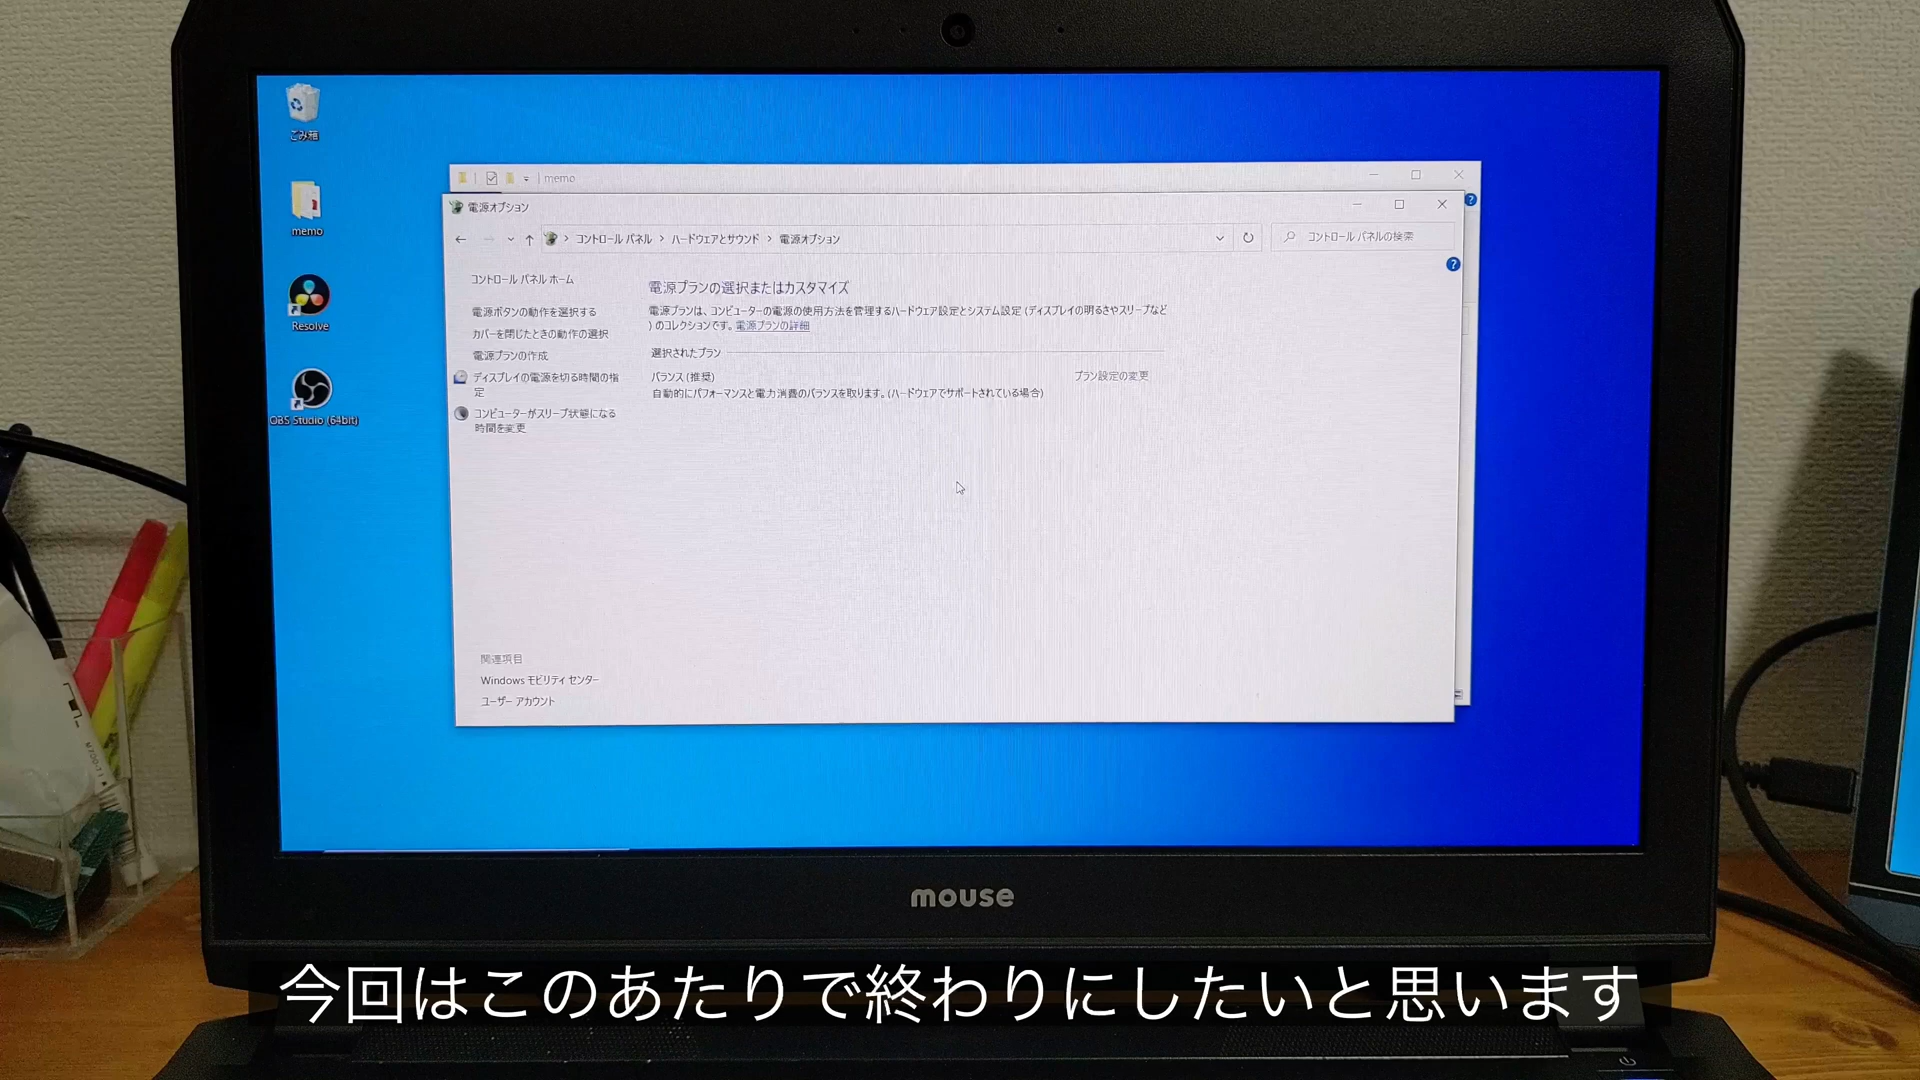 ごみ箱
memo
Resolve
OBS Studio (64bit)
memo
電源オプション
コントロール パネル
ハードウェアとサウンド
電源オプション
コントロール パネルの検索
コントロール パネル ホーム
電源ボタンの動作を選択する
カバーを閉じたときの動作の選択
電源プランの作成
ディスプレイの電源を切る時間の指
定
コンピューターがスリープ状態になる
時間を変更
電源プランの選択またはカスタマイズ
電源プランは、コンピューターの電源の使用方法を管理するハードウェア設定とシステム設定 (ディスプレイの明るさやスリープなど
) のコレクションです。電源プランの詳細
選択されたプラン
バランス (推奨)
プラン設定の変更
自動的にパフォーマンスと電力消費のバランスを取ります。(ハードウェアでサポートされている場合)
関連項目
Windows モビリティ センター
ユーザー アカウント
mouse
今回はこのあたりで終わりにしたいと思います